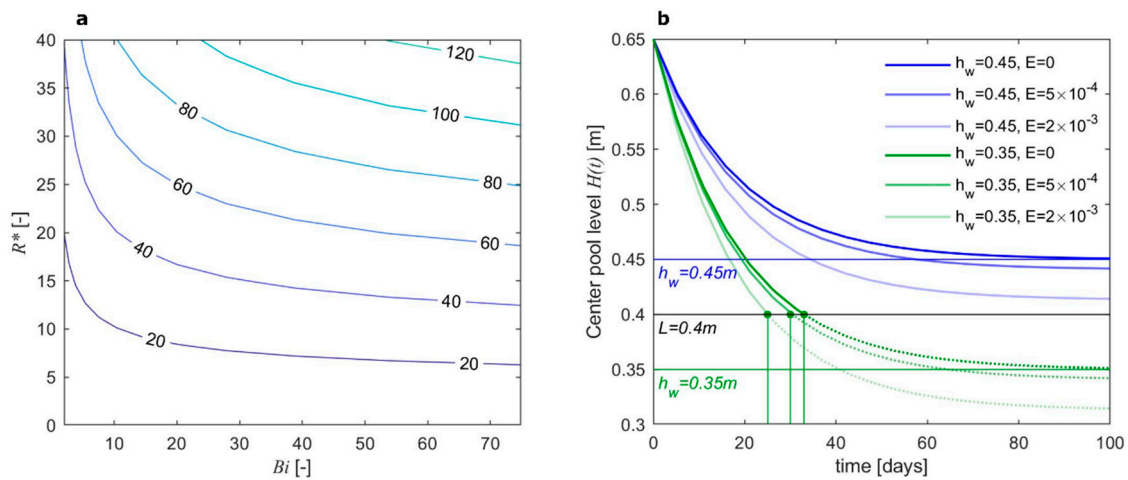 a
40
35
30
25
20
15
10
5
0
R* [-]
10
20
30
40
50
60
70
Bi [-]
120
100
80
80
60
60
40
40
20
20
b
0.65
0.6
0.55
0.5
0.45
0.4
0.35
0.3
Center pool level H(t) [m]
0
20
40
60
80
100
time [days]
h_w=0.45, E=0
h_w=0.45, E=5×10⁻⁴
h_w=0.45, E=2×10⁻³
h_w=0.35, E=0
h_w=0.35, E=5×10⁻⁴
h_w=0.35, E=2×10⁻³
h_w=0.45m
L=0.4m
h_w=0.35m